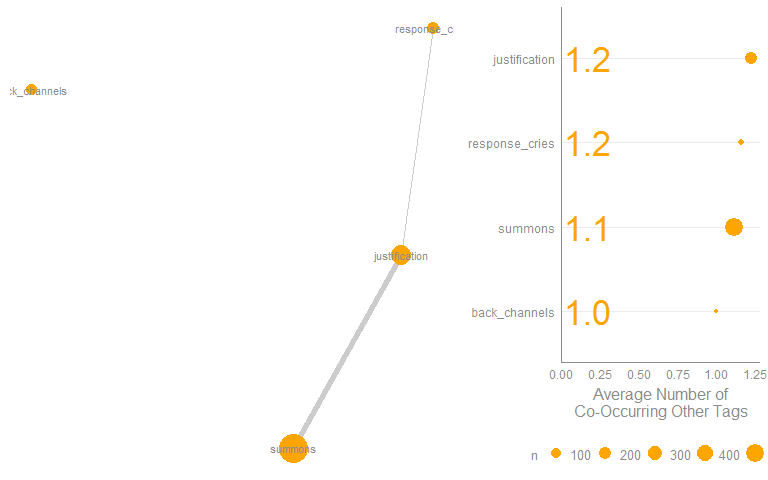 response_c
ck_channels
justification
summons
justification
1.2
response_cries
1.2
summons
1.1
back_channels
1.0
0.00 0.25 0.50 0.75 1.00 1.25
Average Number of
Co-Occurring Other Tags
n 100 200 300 400